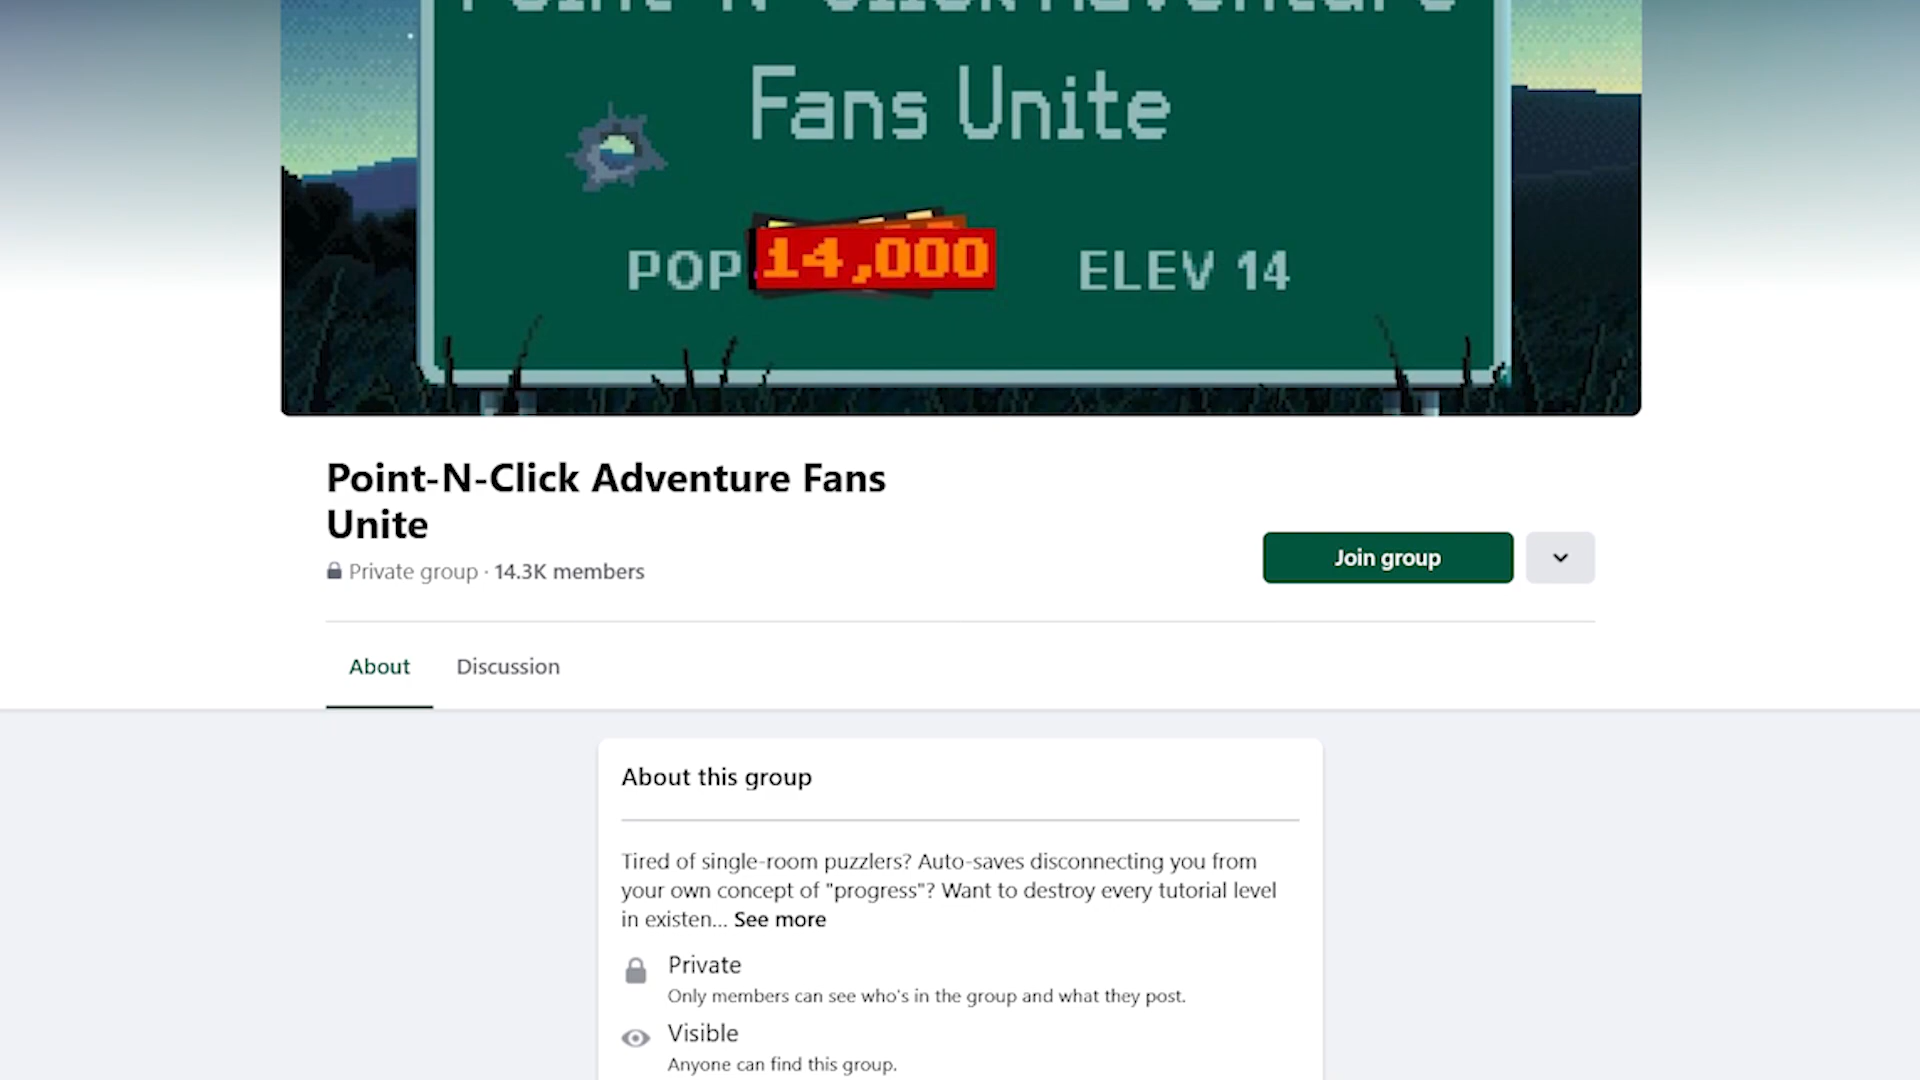 Point-N-Click Adventure
Fans Unite
POP 14,000 ELEV 14
Point-N-Click Adventure Fans
Unite
Private group · 14.3K members
Join group
About Discussion
About this group
Tired of single-room puzzlers? Auto-saves disconnecting you from
your own concept of "progress"? Want to destroy every tutorial level
in existen... See more
Private
Only members can see who's in the group and what they post.
Visible
Anyone can find this group.